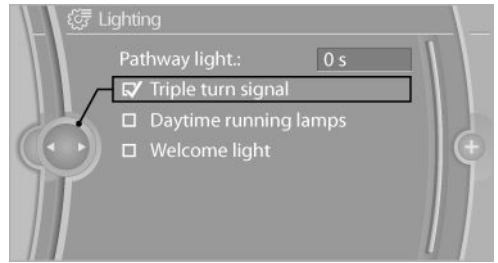 Lighting
Pathway light.: 0 s
Triple turn signal
Daytime running lamps
Welcome light